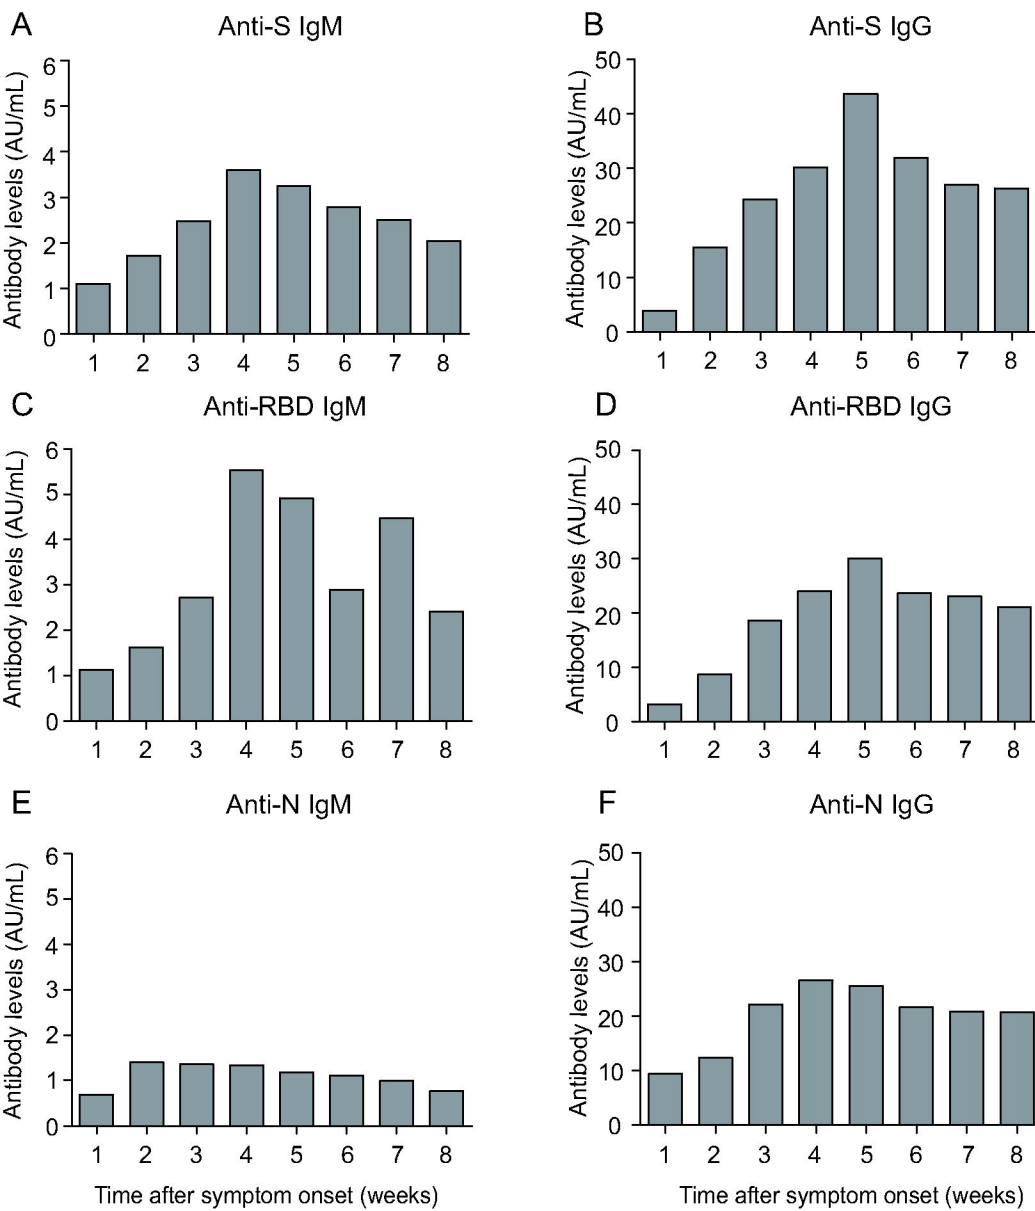 A
Anti-S IgM
Antibody levels (AU/mL)
6
5
4
3
2
1
0
1 2 3 4 5 6 7 8
B
Anti-S IgG
Antibody levels (AU/mL)
50
40
30
20
10
0
1 2 3 4 5 6 7 8
C
Anti-RBD IgM
Antibody levels (AU/mL)
6
5
4
3
2
1
0
1 2 3 4 5 6 7 8
D
Anti-RBD IgG
Antibody levels (AU/mL)
50
40
30
20
10
0
1 2 3 4 5 6 7 8
E
Anti-N IgM
Antibody levels (AU/mL)
6
5
4
3
2
1
0
1 2 3 4 5 6 7 8
Time after symptom onset (weeks)
F
Anti-N IgG
Antibody levels (AU/mL)
50
40
30
20
10
0
1 2 3 4 5 6 7 8
Time after symptom onset (weeks)